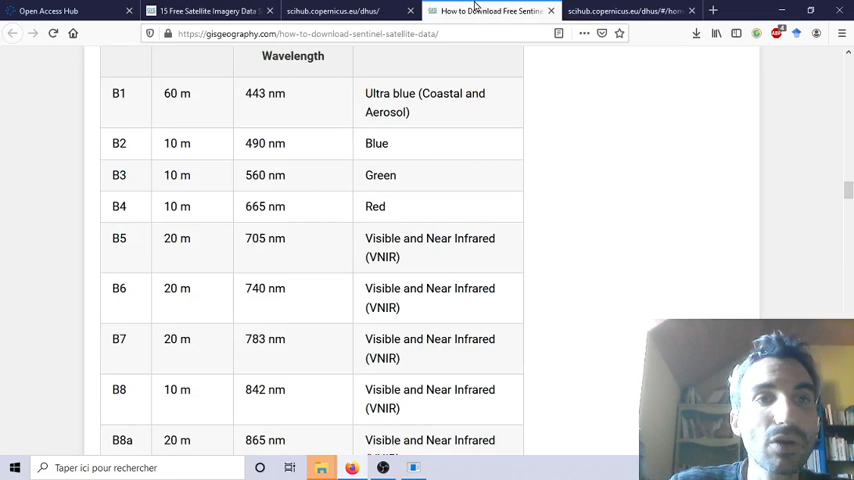 Open Access Hub
15 Free Satellite Imagery Data S
scihub.copernicus.eu/dhus/
How to Download Free Sentine
scihub.copernicus.eu/dhus/#/hom
https://gisgeography.com/how-to-download-sentinel-satellite-data/
Wavelength
B1 60 m 443 nm Ultra blue (Coastal and
Aerosol)
B2 10 m 490 nm Blue
B3 10 m 560 nm Green
B4 10 m 665 nm Red
B5 20 m 705 nm Visible and Near Infrared
(VNIR)
B6 20 m 740 nm Visible and Near Infrared
(VNIR)
B7 20 m 783 nm Visible and Near Infrared
(VNIR)
B8 10 m 842 nm Visible and Near Infrared
(VNIR)
B8a 20 m 865 nm Visible and Near Infrared
Taper ici pour rechercher